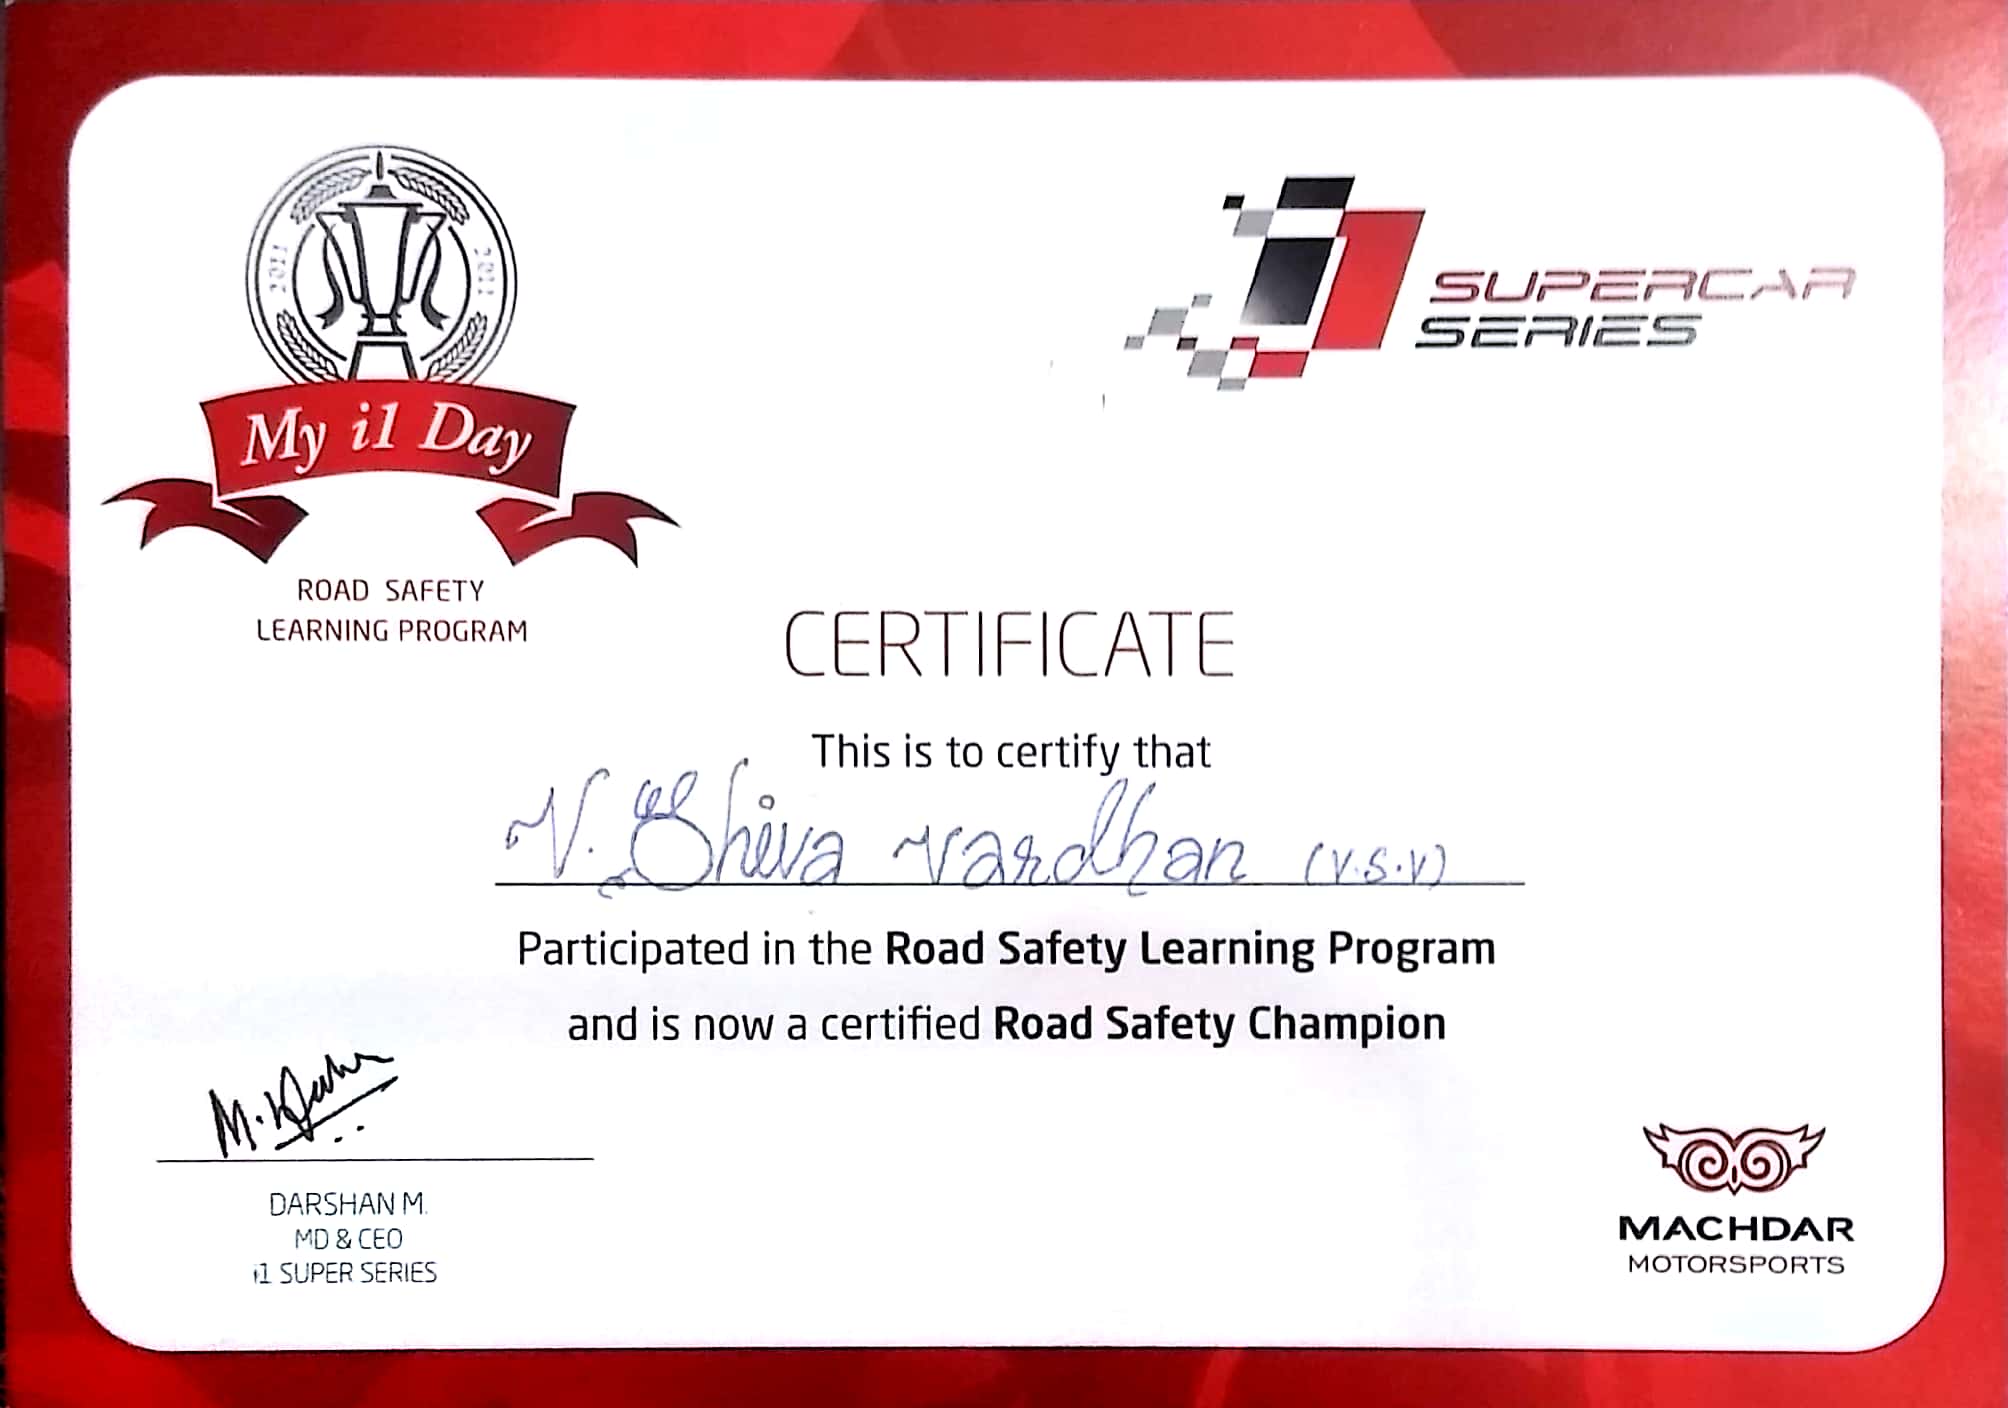 2011
2011
My i1 Day
ROAD SAFETY
LEARNING PROGRAM
SUPERCAR
SERIES
CERTIFICATE
This is to certify that
V. Shiva vardhan (V.S.V)
Participated in the Road Safety Learning Program
and is now a certified Road Safety Champion
DARSHAN M.
MD & CEO
i1 SUPER SERIES
MACHDAR
MOTORSPORTS